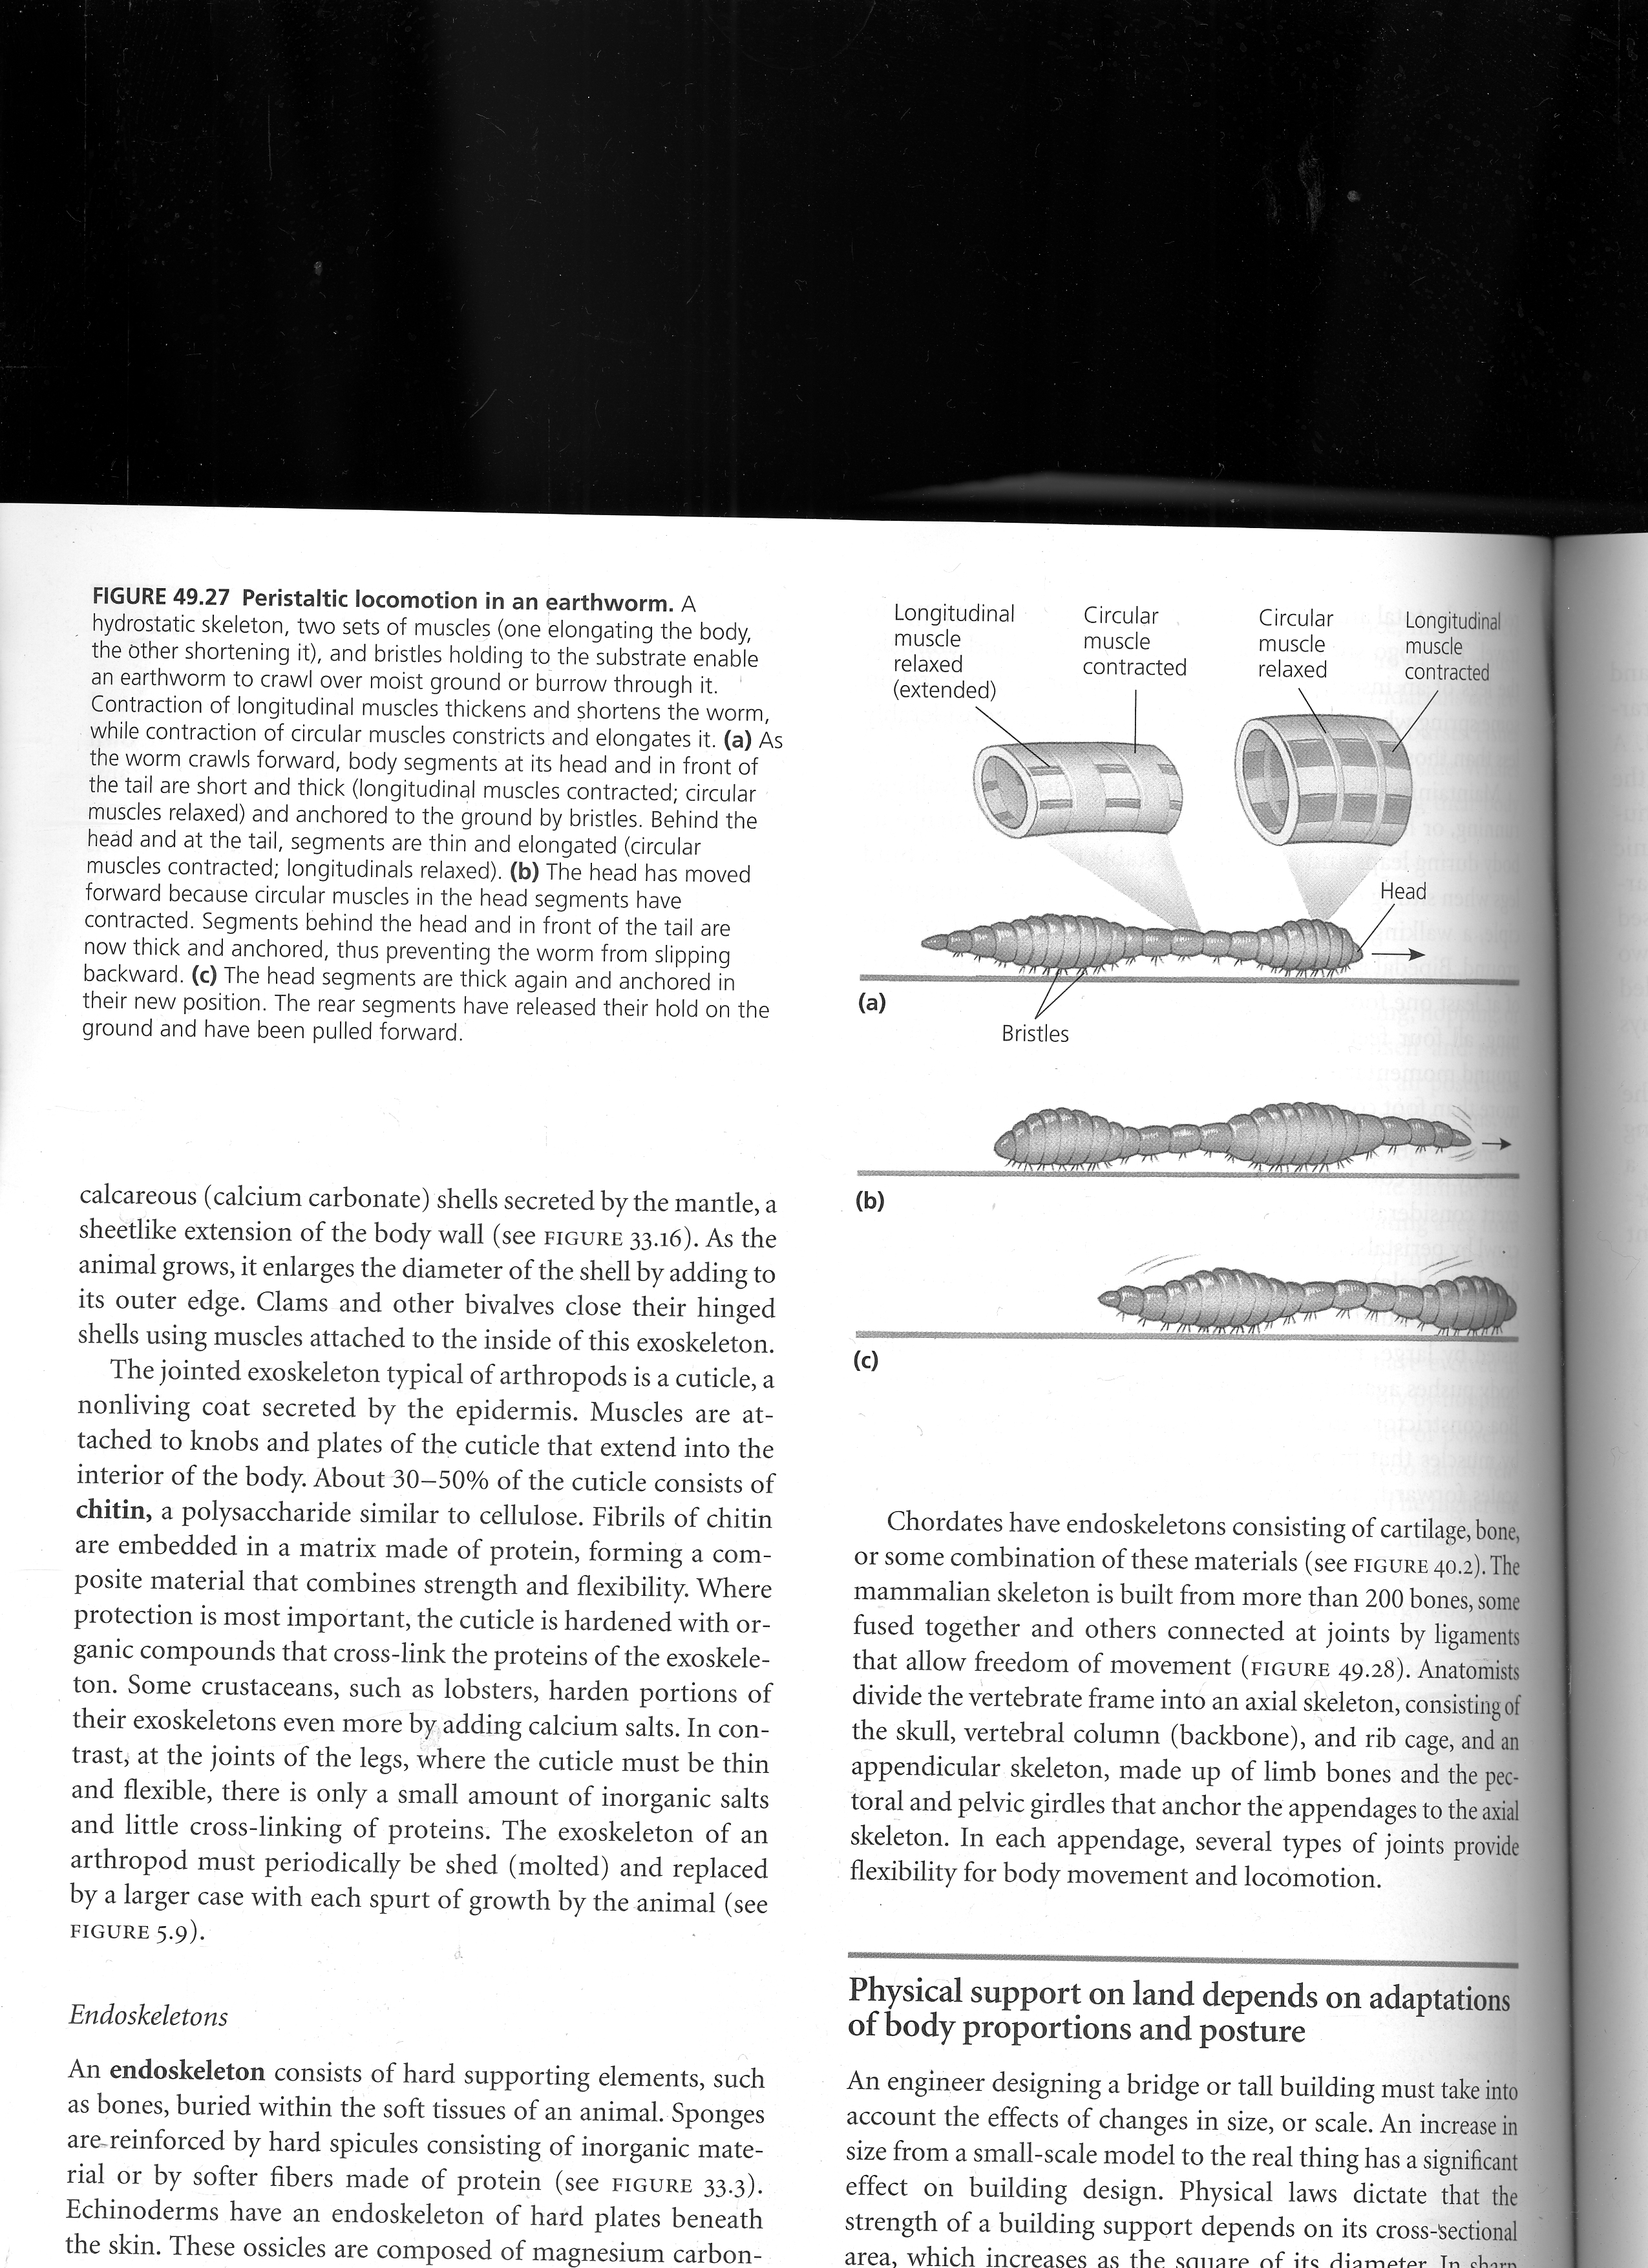 FIGURE 49.27 Peristaltic locomotion in an earthworm. A
hydrostatic skeleton, two sets of muscles (one elongating the body,
the other shortening it), and bristles holding to the substrate enable
an earthworm to crawl over moist ground or burrow through it.
Contraction of longitudinal muscles thickens and shortens the worm,
while contraction of circular muscles constricts and elongates it. (a) As
the worm crawls forward, body segments at its head and in front of
the tail are short and thick (longitudinal muscles contracted; circular
muscles relaxed) and anchored to the ground by bristles. Behind the
head and at the tail, segments are thin and elongated (circular
muscles contracted; longitudinals relaxed). (b) The head has moved
forward because circular muscles in the head segments have
contracted. Segments behind the head and in front of the tail are
now thick and anchored, thus preventing the worm from slipping
backward. (c) The head segments are thick again and anchored in
their new position. The rear segments have released their hold on the
ground and have been pulled forward.
calcareous (calcium carbonate) shells secreted by the mantle, a
sheetlike extension of the body wall (see FIGURE 33.16). As the
animal grows, it enlarges the diameter of the shell by adding to
its outer edge. Clams and other bivalves close their hinged
shells using muscles attached to the inside of this exoskeleton.
The jointed exoskeleton typical of arthropods is a cuticle, a
nonliving coat secreted by the epidermis. Muscles are at-
tached to knobs and plates of the cuticle that extend into the
interior of the body. About 30–50% of the cuticle consists of
chitin, a polysaccharide similar to cellulose. Fibrils of chitin
are embedded in a matrix made of protein, forming a com-
posite material that combines strength and flexibility. Where
protection is most important, the cuticle is hardened with or-
ganic compounds that cross-link the proteins of the exoskele-
ton. Some crustaceans, such as lobsters, harden portions of
their exoskeletons even more by adding calcium salts. In con-
trast, at the joints of the legs, where the cuticle must be thin
and flexible, there is only a small amount of inorganic salts
and little cross-linking of proteins. The exoskeleton of an
arthropod must periodically be shed (molted) and replaced
by a larger case with each spurt of growth by the animal (see
FIGURE 5.9).
Endoskeletons
An endoskeleton consists of hard supporting elements, such
as bones, buried within the soft tissues of an animal. Sponges
are reinforced by hard spicules consisting of inorganic mate-
rial or by softer fibers made of protein (see FIGURE 33.3).
Echinoderms have an endoskeleton of hard plates beneath
the skin. These ossicles are composed of magnesium carbon-
Longitudinal
muscle
relaxed
(extended)
Circular
muscle
contracted
Circular
muscle
relaxed
Longitudinal
muscle
contracted
Head
(a)
Bristles
(b)
(c)
Chordates have endoskeletons consisting of cartilage, bone,
or some combination of these materials (see FIGURE 40.2). The
mammalian skeleton is built from more than 200 bones, some
fused together and others connected at joints by ligaments
that allow freedom of movement (FIGURE 49.28). Anatomists
divide the vertebrate frame into an axial skeleton, consisting of
the skull, vertebral column (backbone), and rib cage, and an
appendicular skeleton, made up of limb bones and the pec-
toral and pelvic girdles that anchor the appendages to the axial
skeleton. In each appendage, several types of joints provide
flexibility for body movement and locomotion.
Physical support on land depends on adaptations
of body proportions and posture
An engineer designing a bridge or tall building must take into
account the effects of changes in size, or scale. An increase in
size from a small-scale model to the real thing has a significant
effect on building design. Physical laws dictate that the
strength of a building support depends on its cross-sectional
area, which increases as the square of its diameter. In sharp